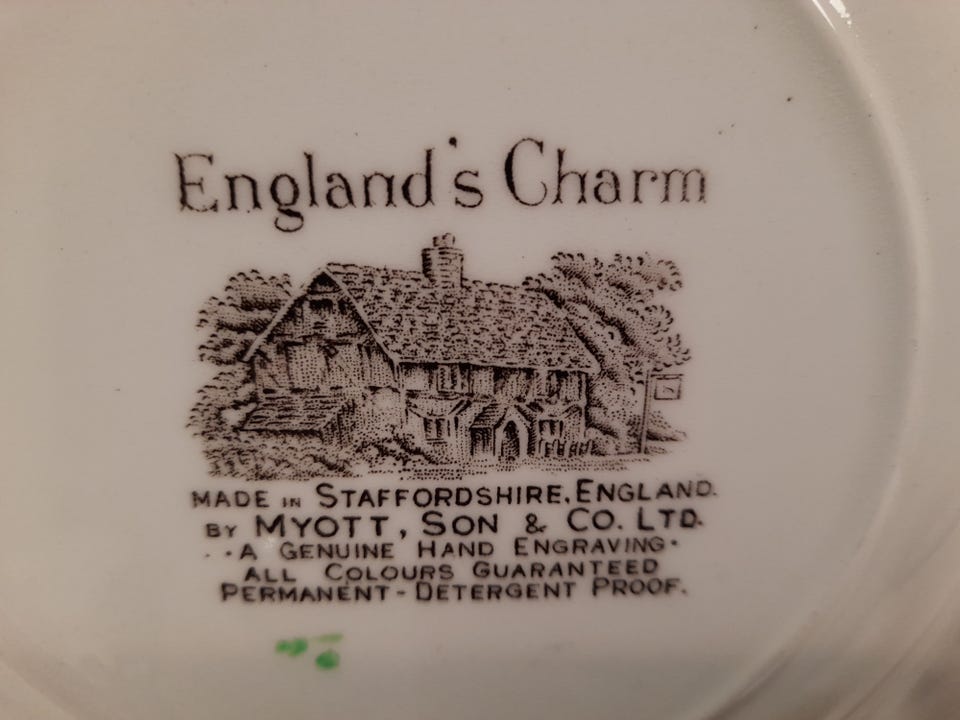 England's Charm
MADE IN STAFFORDSHIRE, ENGLAND.
BY MYOTT, SON & CO. LTD.
··A GENUINE HAND ENGRAVING·
ALL COLOURS GUARANTEED
PERMANENT-DETERGENT PROOF.